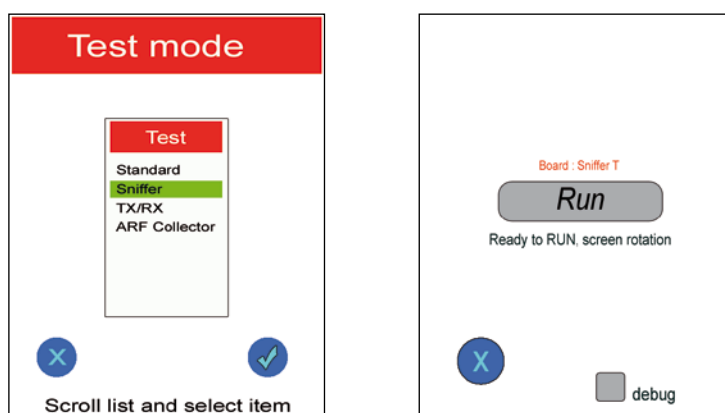 Test mode
Test
Standard
Sniffer
TX/RX
ARF Collector
X
Scroll list and select item
Board : Sniffer T
Run
Ready to RUN, screen rotation
X
debug